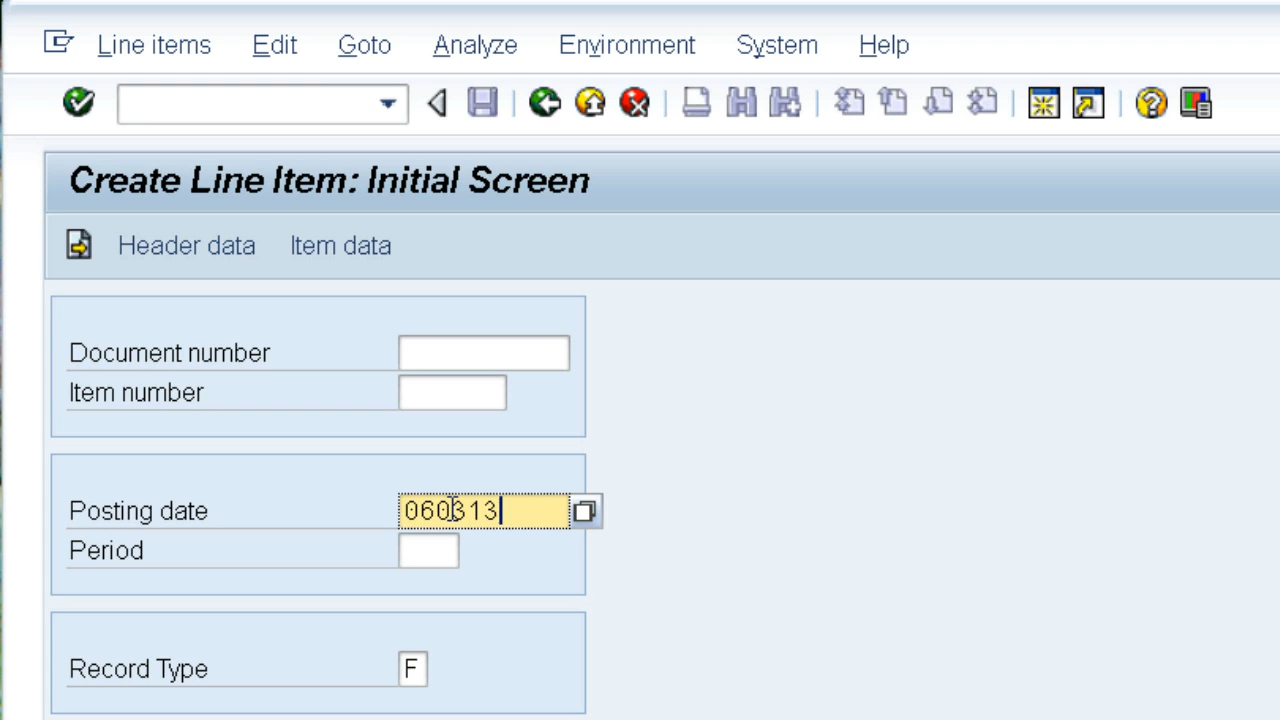 Line items Edit Goto Analyze Environment System Help
Create Line Item: Initial Screen
Header data Item data
Document number
Item number
Posting date 060313
Period
Record Type F